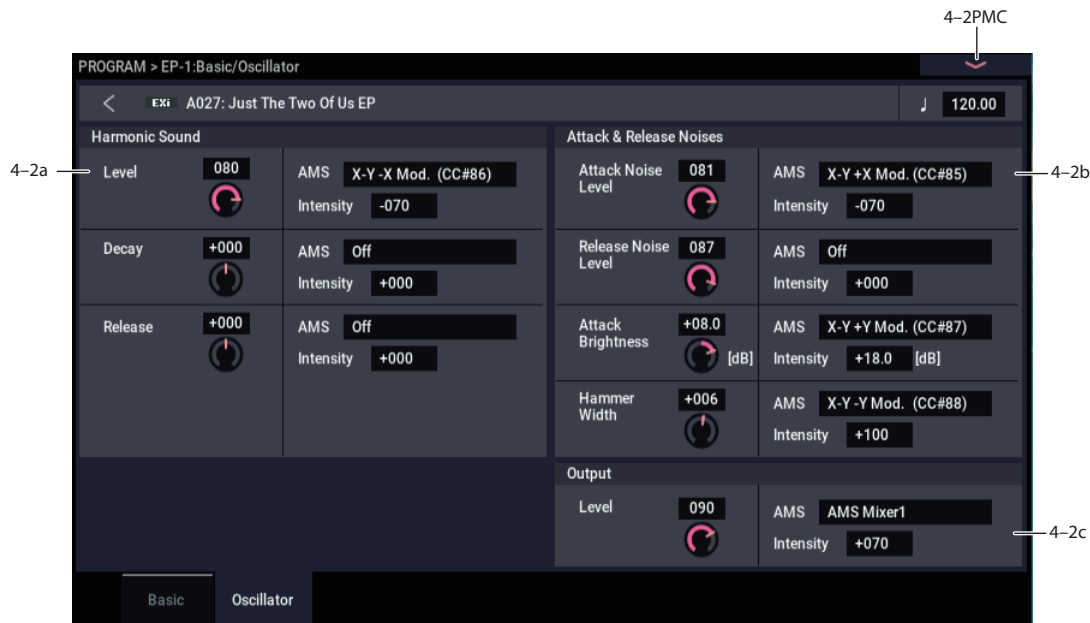 4–2PMC
PROGRAM > EP-1:Basic/Oscillator
EXi A027: Just The Two Of Us EP
♩ 120.00
Harmonic Sound
4–2a
Level 080 AMS X-Y -X Mod. (CC#86)
Intensity -070
Decay +000 AMS Off
Intensity +000
Release +000 AMS Off
Intensity +000
Attack & Release Noises
Attack Noise Level 081 AMS X-Y +X Mod. (CC#85)
Intensity -070
4–2b
Release Noise Level 087 AMS Off
Intensity +000
Attack Brightness +08.0 [dB] AMS X-Y +Y Mod. (CC#87)
Intensity +18.0 [dB]
Hammer Width +006 AMS X-Y -Y Mod. (CC#88)
Intensity +100
Output
Level 090 AMS AMS Mixer1
Intensity +070
4–2c
Basic Oscillator